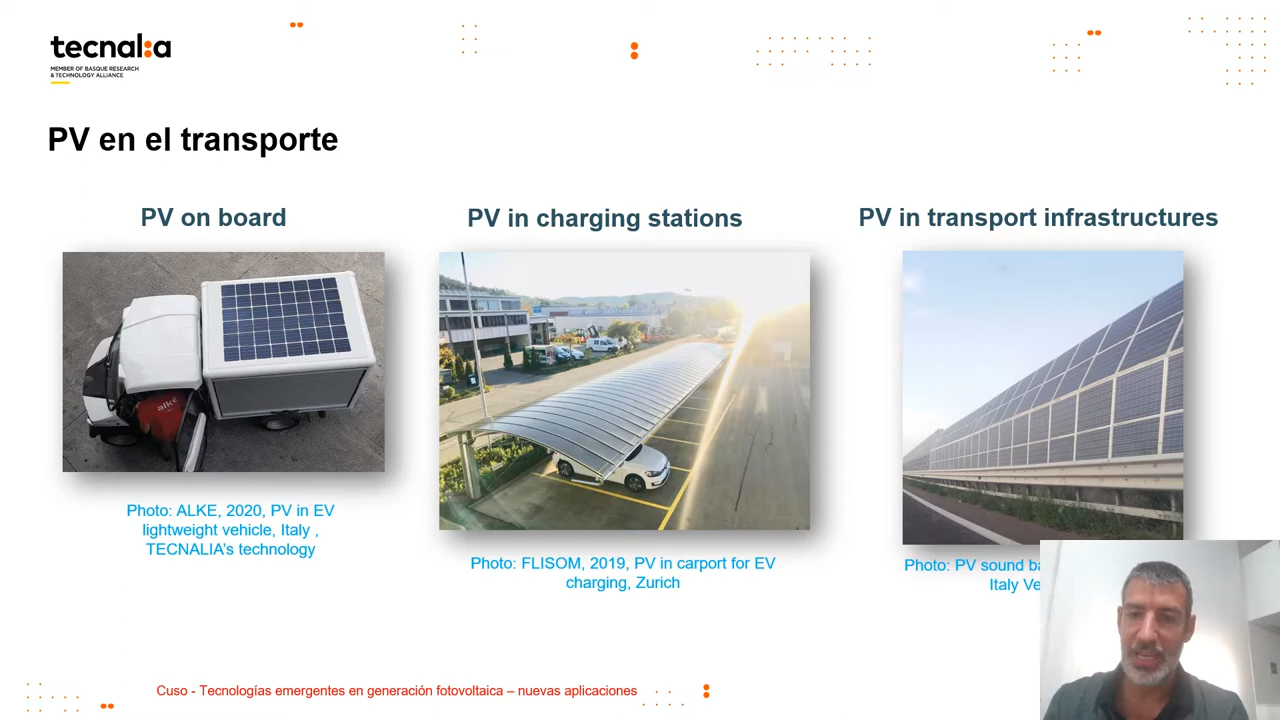 tecnalia
MEMBER OF BASQUE RESEARCH
& TECHNOLOGY ALLIANCE
PV en el transporte
PV on board
PV in charging stations
PV in transport infrastructures
alkè
Photo: ALKE, 2020, PV in EV
lightweight vehicle, Italy ,
TECNALIA's technology
Photo: FLISOM, 2019, PV in carport for EV
charging, Zurich
Photo: PV sound
Italy
Cuso - Tecnologías emergentes en generación fotovoltaica – nuevas aplicaciones